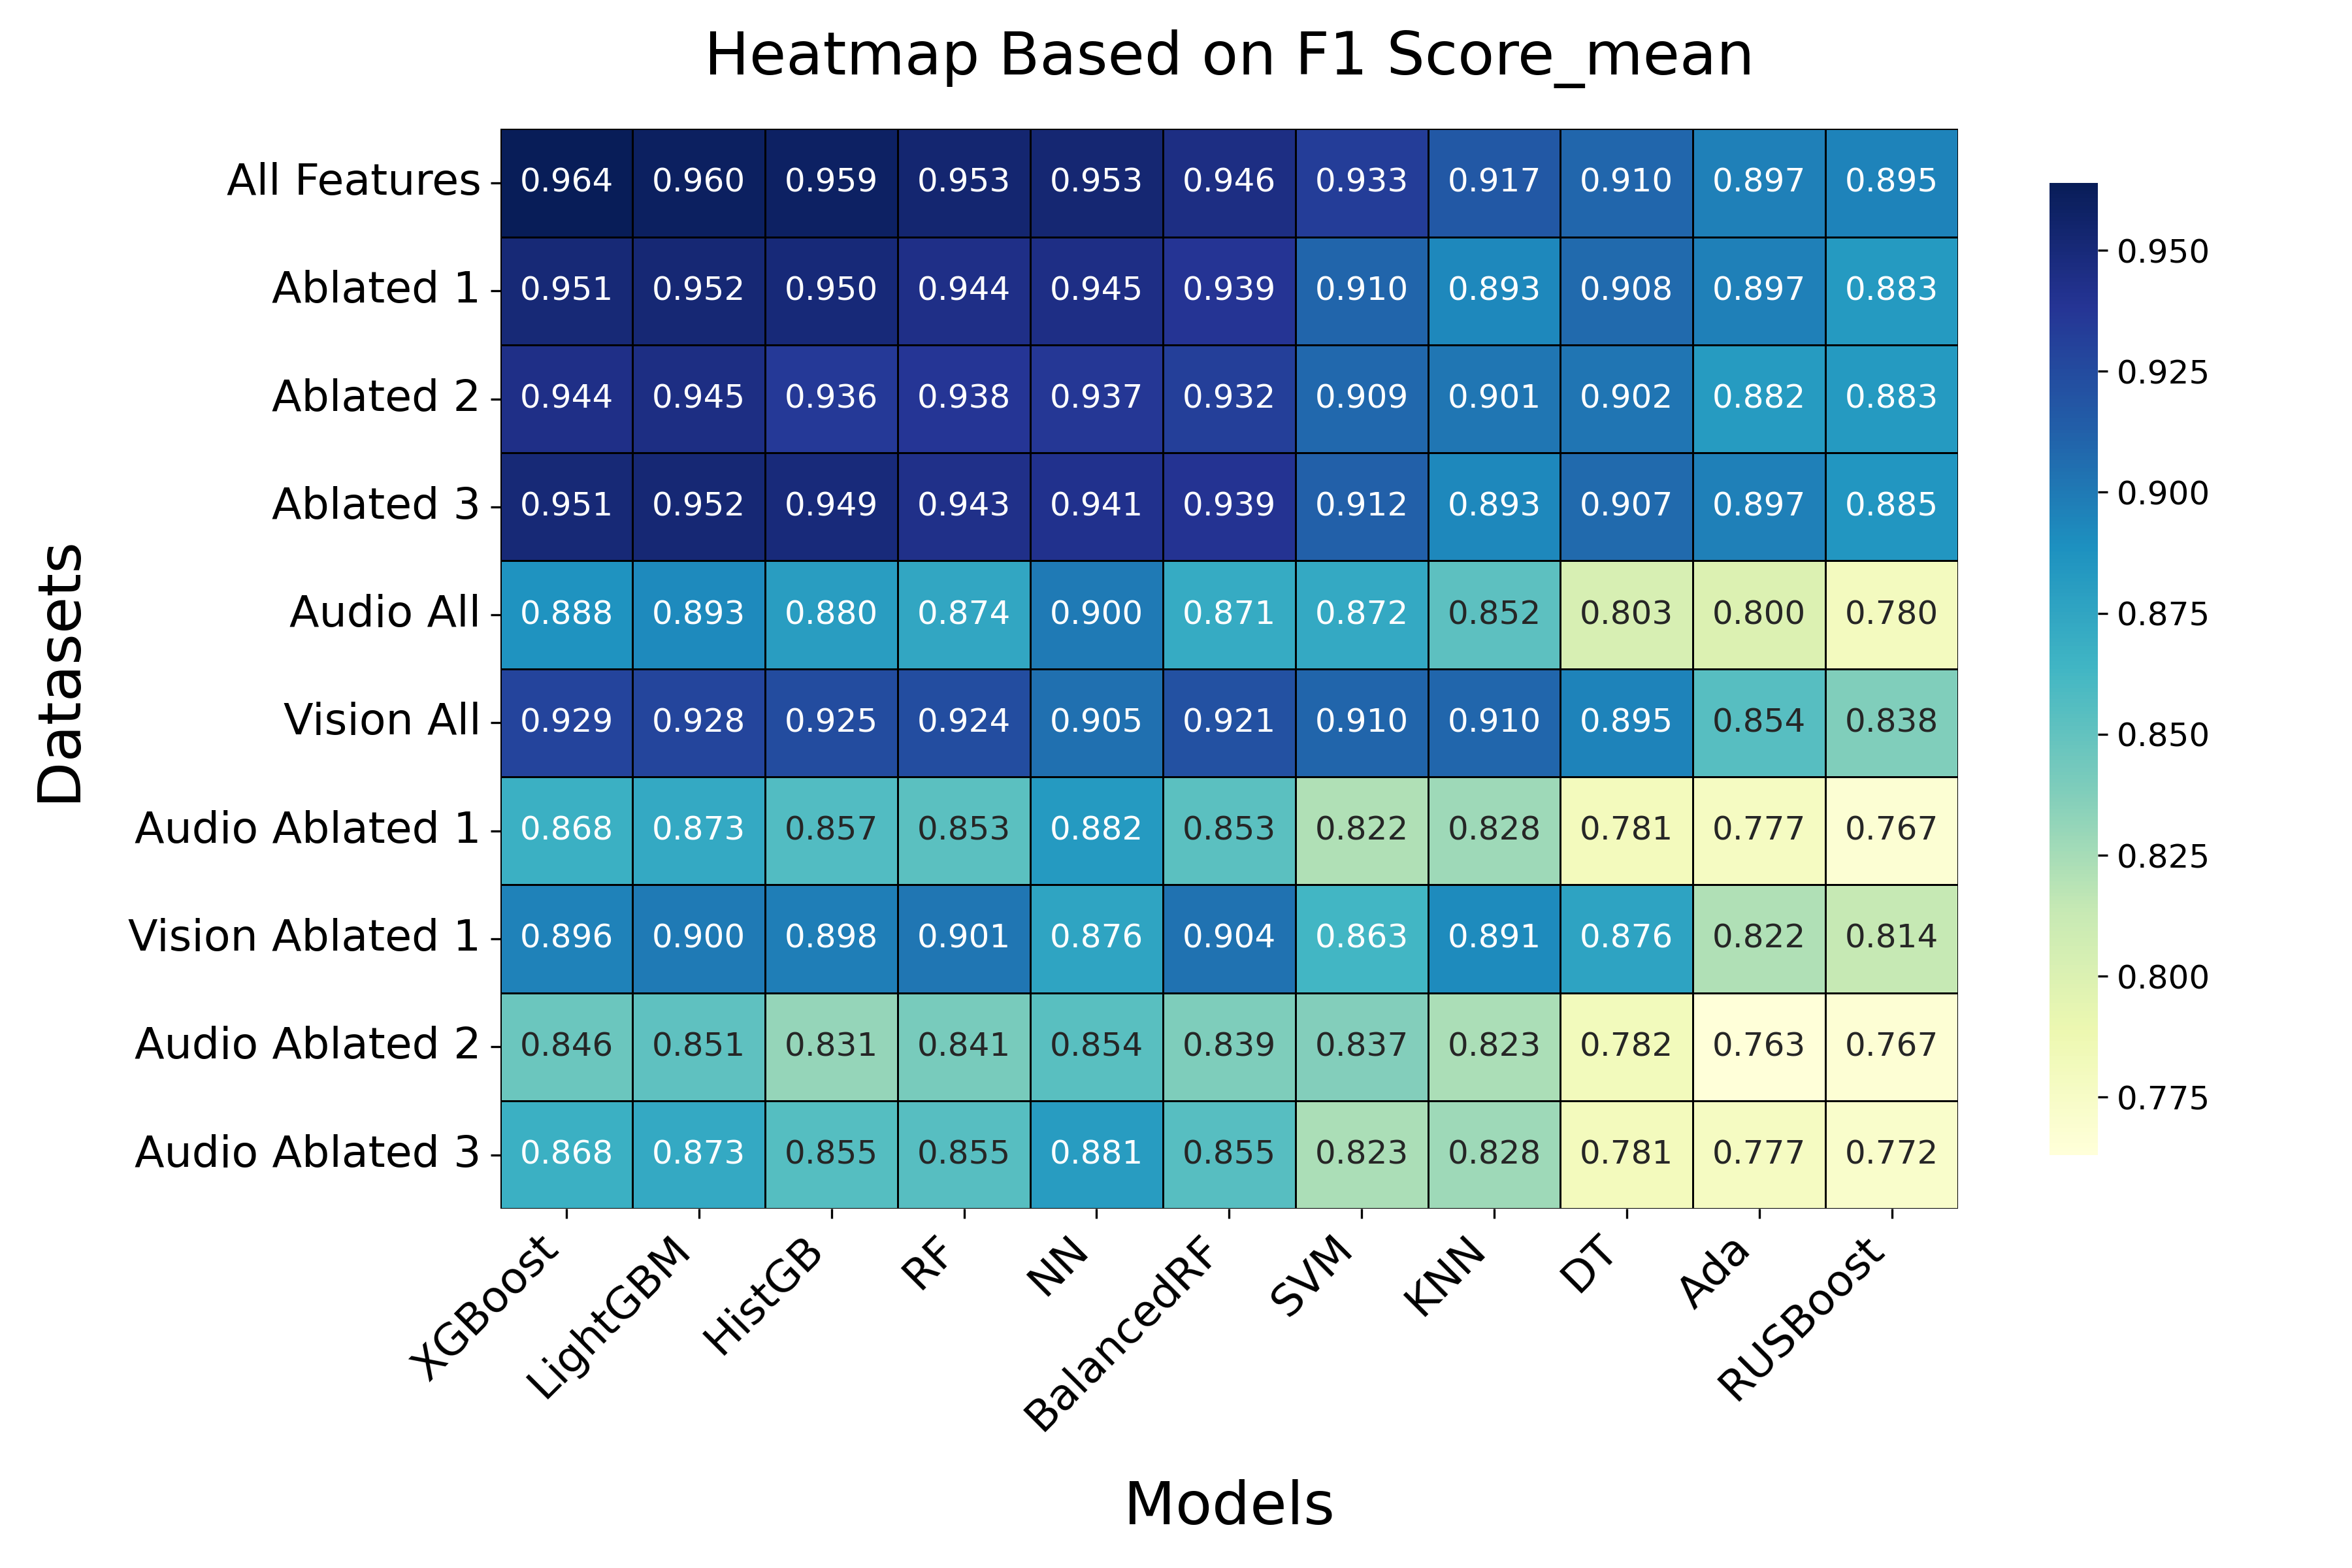 Heatmap Based on F1 Score_mean
Datasets
All Features 0.964 0.960 0.959 0.953 0.953 0.946 0.933 0.917 0.910 0.897 0.895
Ablated 1 0.951 0.952 0.950 0.944 0.945 0.939 0.910 0.893 0.908 0.897 0.883
Ablated 2 0.944 0.945 0.936 0.938 0.937 0.932 0.909 0.901 0.902 0.882 0.883
Ablated 3 0.951 0.952 0.949 0.943 0.941 0.939 0.912 0.893 0.907 0.897 0.885
Audio All 0.888 0.893 0.880 0.874 0.900 0.871 0.872 0.852 0.803 0.800 0.780
Vision All 0.929 0.928 0.925 0.924 0.905 0.921 0.910 0.910 0.895 0.854 0.838
Audio Ablated 1 0.868 0.873 0.857 0.853 0.882 0.853 0.822 0.828 0.781 0.777 0.767
Vision Ablated 1 0.896 0.900 0.898 0.901 0.876 0.904 0.863 0.891 0.876 0.822 0.814
Audio Ablated 2 0.846 0.851 0.831 0.841 0.854 0.839 0.837 0.823 0.782 0.763 0.767
Audio Ablated 3 0.868 0.873 0.855 0.855 0.881 0.855 0.823 0.828 0.781 0.777 0.772
XGBoost LightGBM HistGB RF NN BalancedRF SVM KNN DT Ada RUSBoost
Models
0.950
0.925
0.900
0.875
0.850
0.825
0.800
0.775